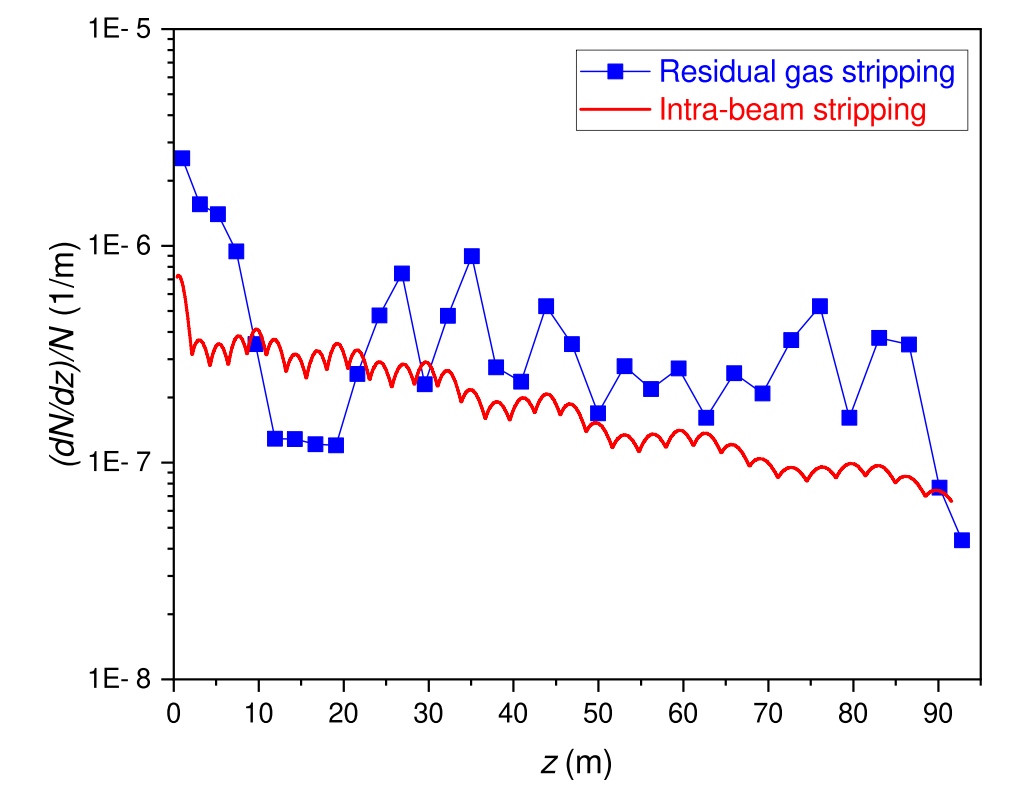 1E-5
Residual gas stripping
Intra-beam stripping
1E-6
(dN/dz)/N (1/m)
1E-7
1E-8
0 10 20 30 40 50 60 70 80 90
z (m)